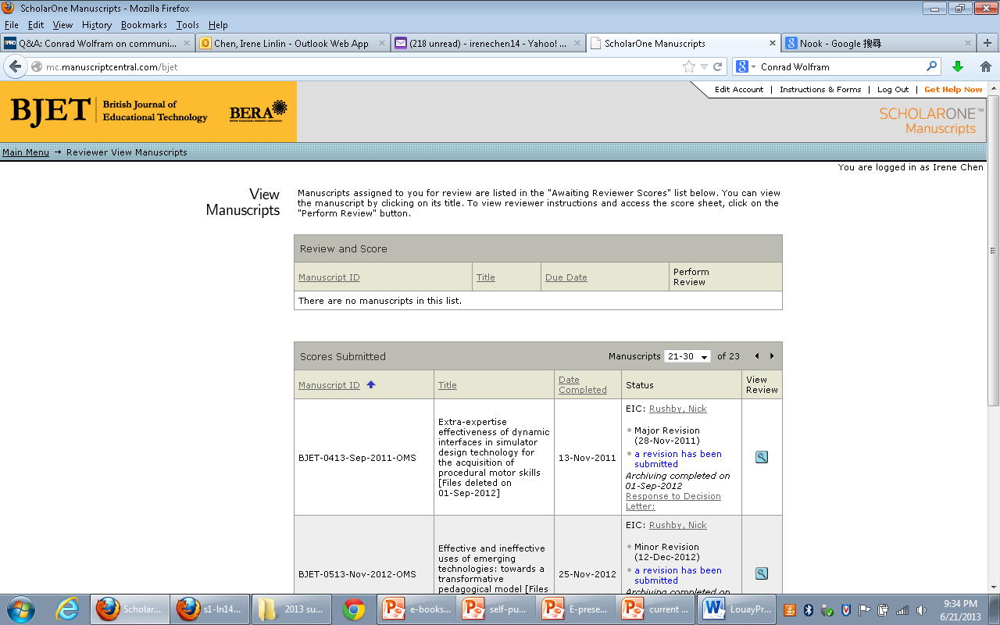 ScholarOne Manuscripts - Mozilla Firefox
File Edit View History Bookmarks Tools Help
Q&A: Conrad Wolfram on communi... Chen, Irene Linlin - Outlook Web App (218 unread) - irenechen14 - Yahoo! ... ScholarOne Manuscripts Nook - Google 搜尋
mc.manuscriptcentral.com/bjet Conrad Wolfram
Edit Account | Instructions & Forms | Log Out | Get Help Now
BJET British Journal of
Educational Technology
BERA
SCHOLARONE™
Manuscripts
Main Menu → Reviewer View Manuscripts
You are logged in as Irene Chen
View
Manuscripts
Manuscripts assigned to you for review are listed in the "Awaiting Reviewer Scores" list below. You can view
the manuscript by clicking on its title. To view reviewer instructions and access the score sheet, click on the
"Perform Review" button.
Review and Score
Manuscript ID Title Due Date Perform
Review
There are no manuscripts in this list.
Scores Submitted Manuscripts 21-30 of 23
Manuscript ID Title Date
Completed Status View
Review
BJET-0413-Sep-2011-OMS
Extra-expertise
effectiveness of dynamic
interfaces in simulator
design technology for
the acquisition of
procedural motor skills
[Files deleted on
01-Sep-2012]
13-Nov-2011
EIC: Rushby, Nick
Major Revision
(28-Nov-2011)
a revision has been
submitted
Archiving completed on
01-Sep-2012
Response to Decision
Letter:
BJET-0513-Nov-2012-OMS
Effective and ineffective
uses of emerging
technologies: towards a
transformative
pedagogical model [Files
25-Nov-2012
EIC: Rushby, Nick
Minor Revision
(12-Dec-2012)
a revision has been
submitted
Archiving completed on
Scholar... s1-ln14... 2013 su... e-books... self-pu... E-prese... current ... LouayPr...
9:34 PM
6/21/2013